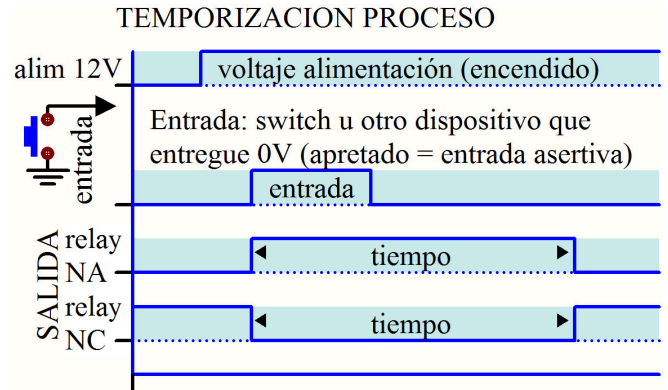 TEMPORIZACION PROCESO
alim 12V
voltaje alimentación (encendido)
Entrada: switch u otro dispositivo que
entregue 0V (apretado = entrada asertiva)
entrada
entrada
SALIDA
relay
NA
tiempo
relay
NC
tiempo